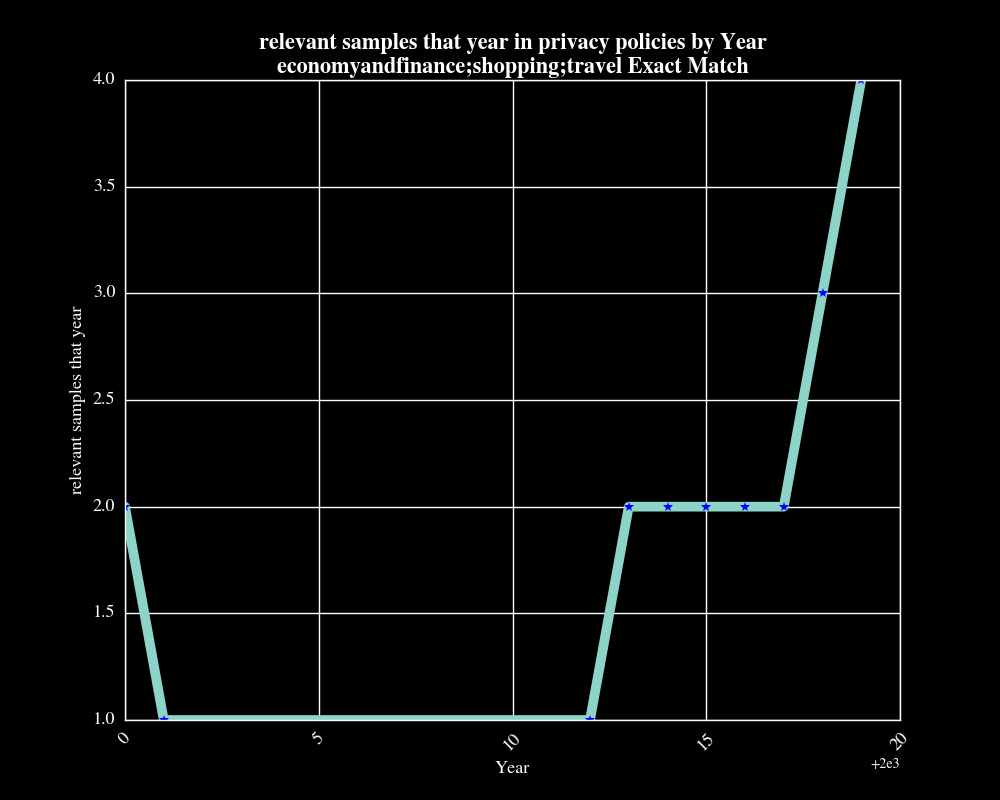 relevant samples that year in privacy policies by Year
economyandfinance;shopping;travel Exact Match
4.0
3.5
3.0
2.5
2.0
1.5
1.0
relevant samples that year
0
5
10
15
20
Year
+2e3